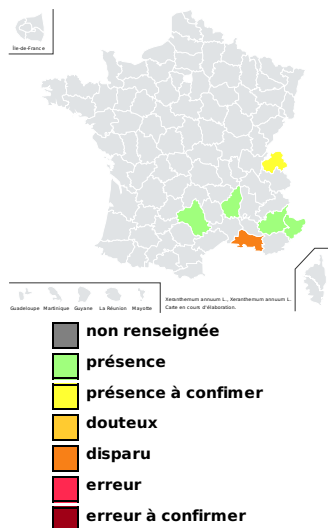 Île-de-France
Guadeloupe Martinique Guyane La Réunion Mayotte
Xeranthemum annuum L., Xeranthemum annuum L.
Carte en cours d'élaboration.
non renseignée
présence
présence à confimer
douteux
disparu
erreur
erreur à confirmer